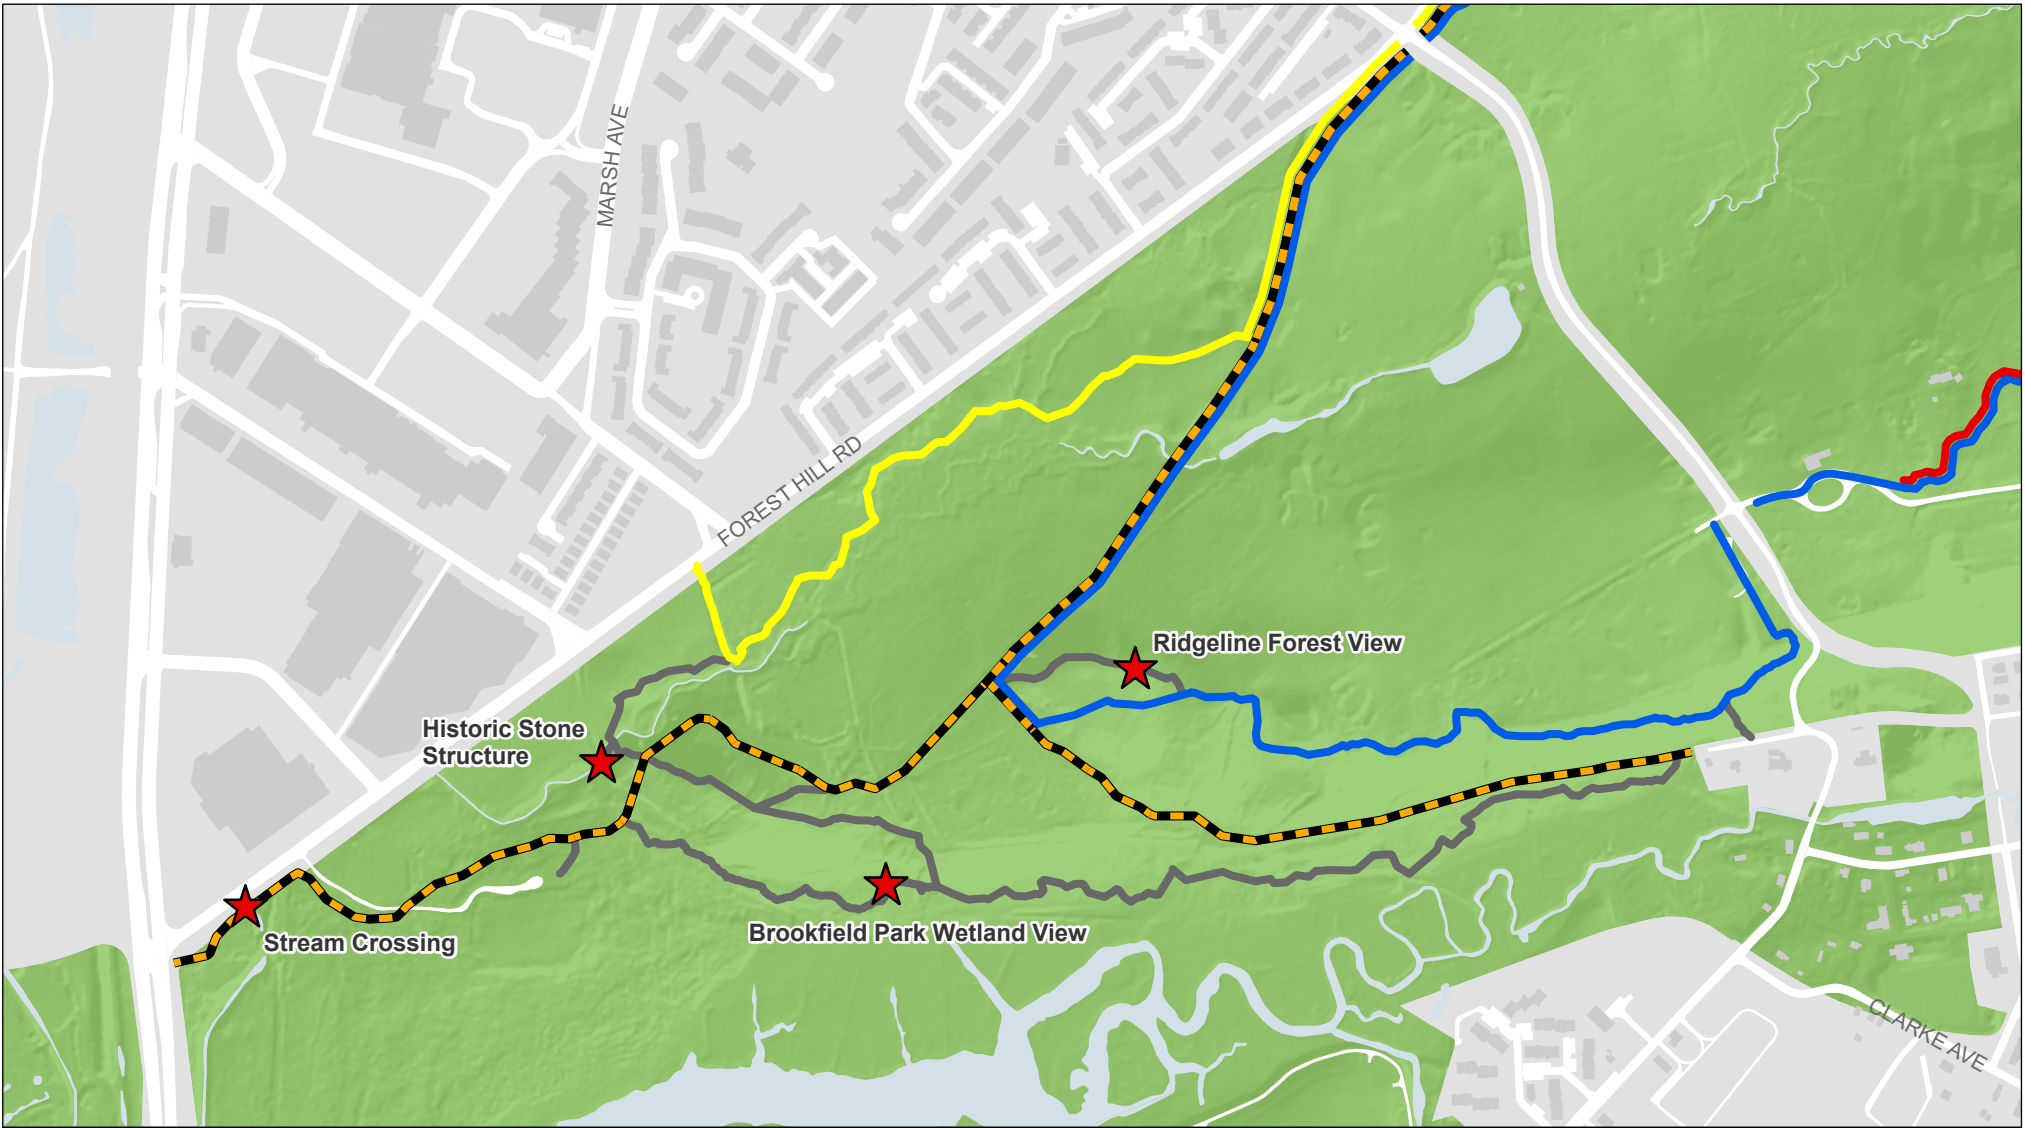 MARSH AVE
FOREST HILL RD
Ridgeline Forest View
Historic Stone
Structure
Brookfield Park Wetland View
Stream Crossing
CLARKE AVE